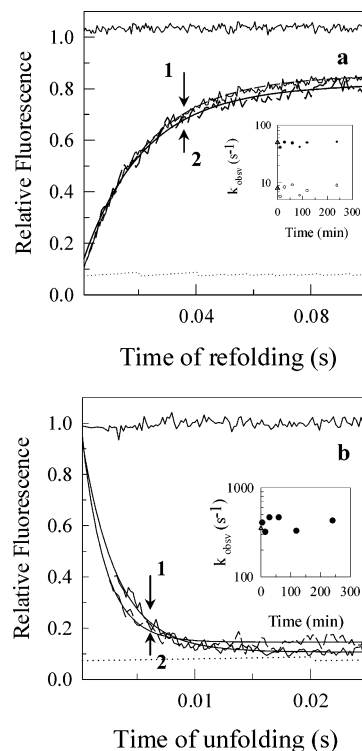 a
Relative Fluorescence
1.0
0.8
0.6
0.4
0.2
0.0
1
2
k obsv (s-1)
50
10
0 100 200 300
Time (min)
0.04 0.08
Time of refolding (s)
b
Relative Fluorescence
1.0
0.8
0.6
0.4
0.2
0.0
1
2
k obsv (s-1)
1000
100
0 100 200 300
Time (min)
0.01 0.02
Time of unfolding (s)